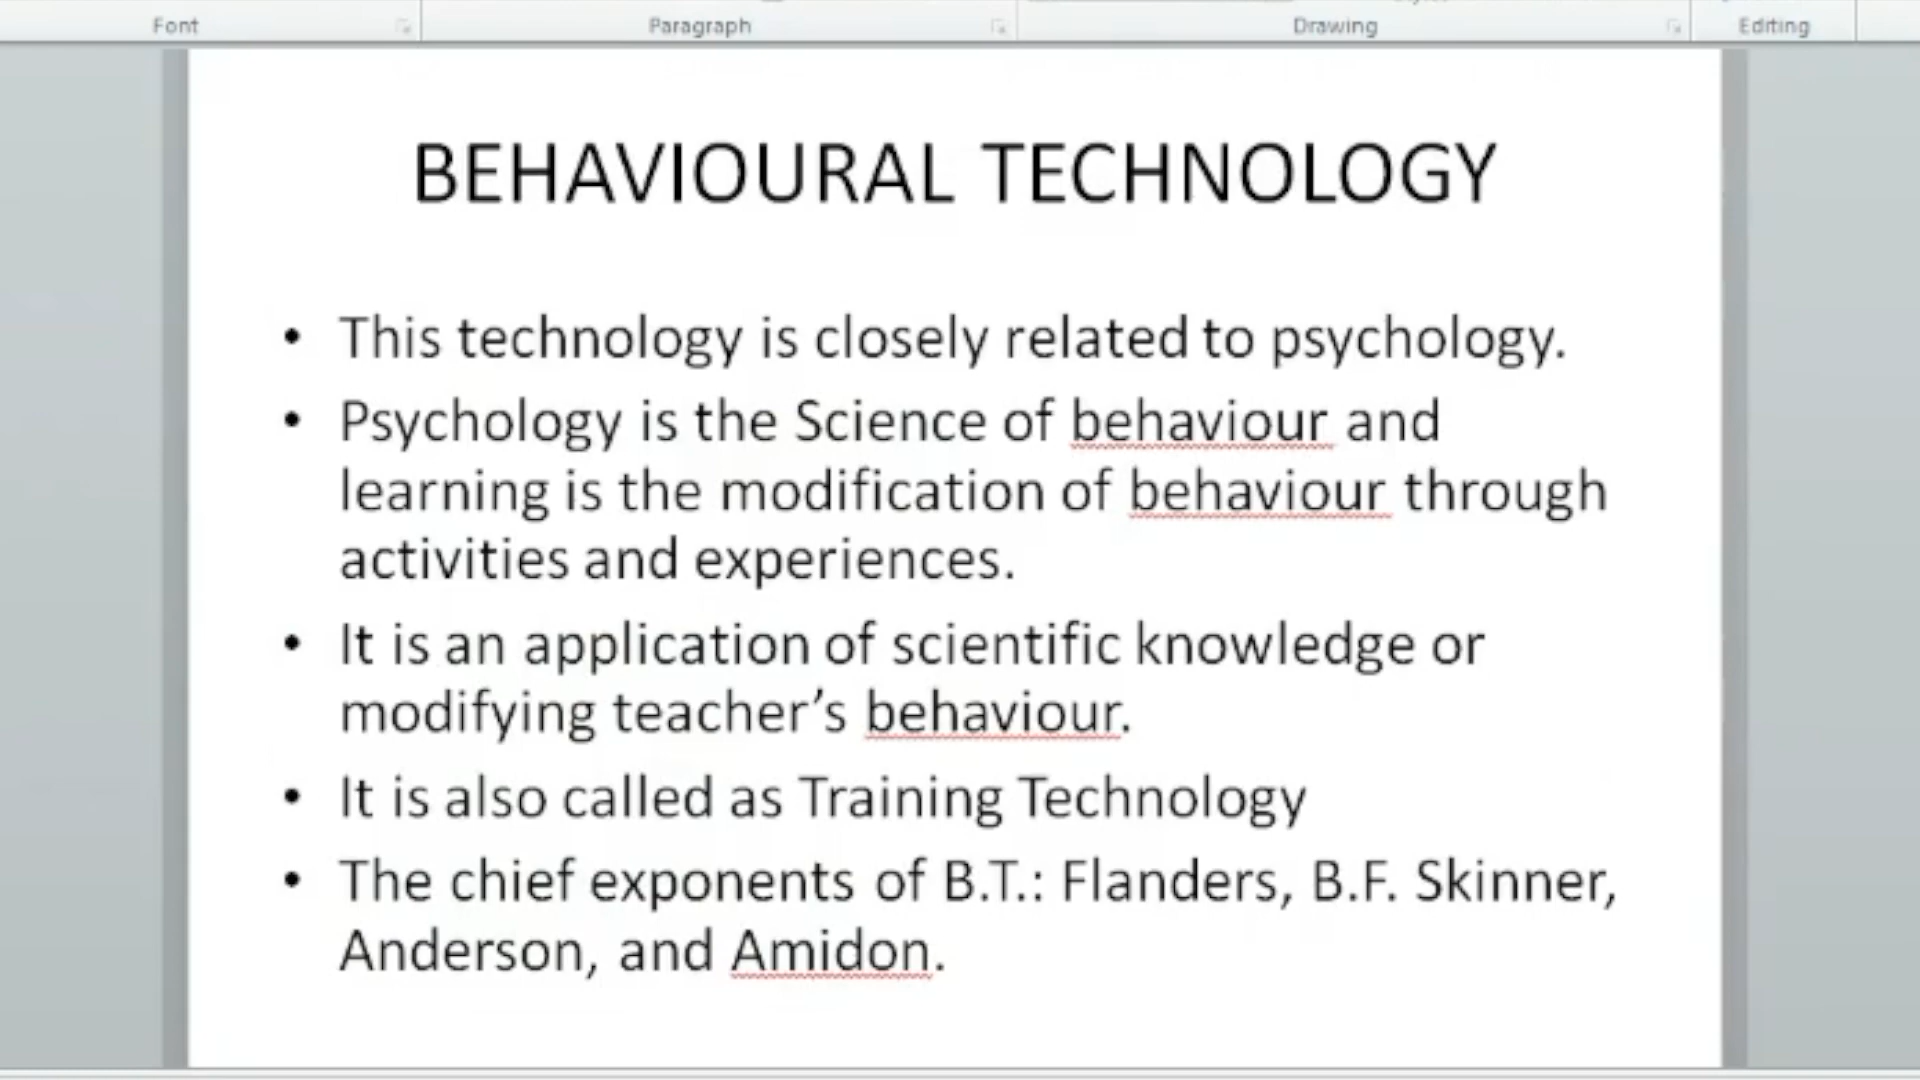 Font Paragraph Drawing Editing
BEHAVIOURAL TECHNOLOGY
• This technology is closely related to psychology.
• Psychology is the Science of behaviour and
learning is the modification of behaviour through
activities and experiences.
• It is an application of scientific knowledge or
modifying teacher’s behaviour.
• It is also called as Training Technology
• The chief exponents of B.T.: Flanders, B.F. Skinner,
Anderson, and Amidon.